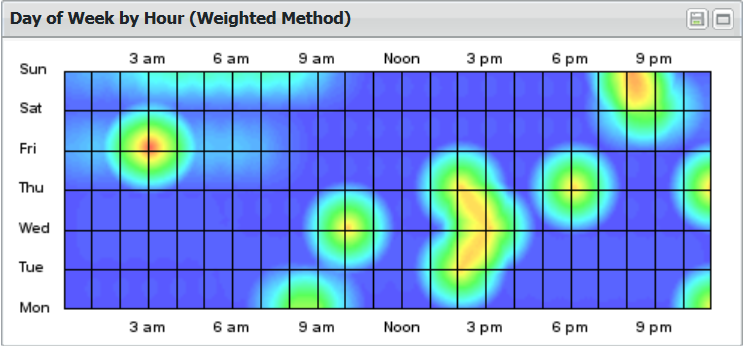 Day of Week by Hour (Weighted Method)
3 am 6 am 9 am Noon 3 pm 6 pm 9 pm
Sun
Sat
Fri
Thu
Wed
Tue
Mon
3 am 6 am 9 am Noon 3 pm 6 pm 9 pm